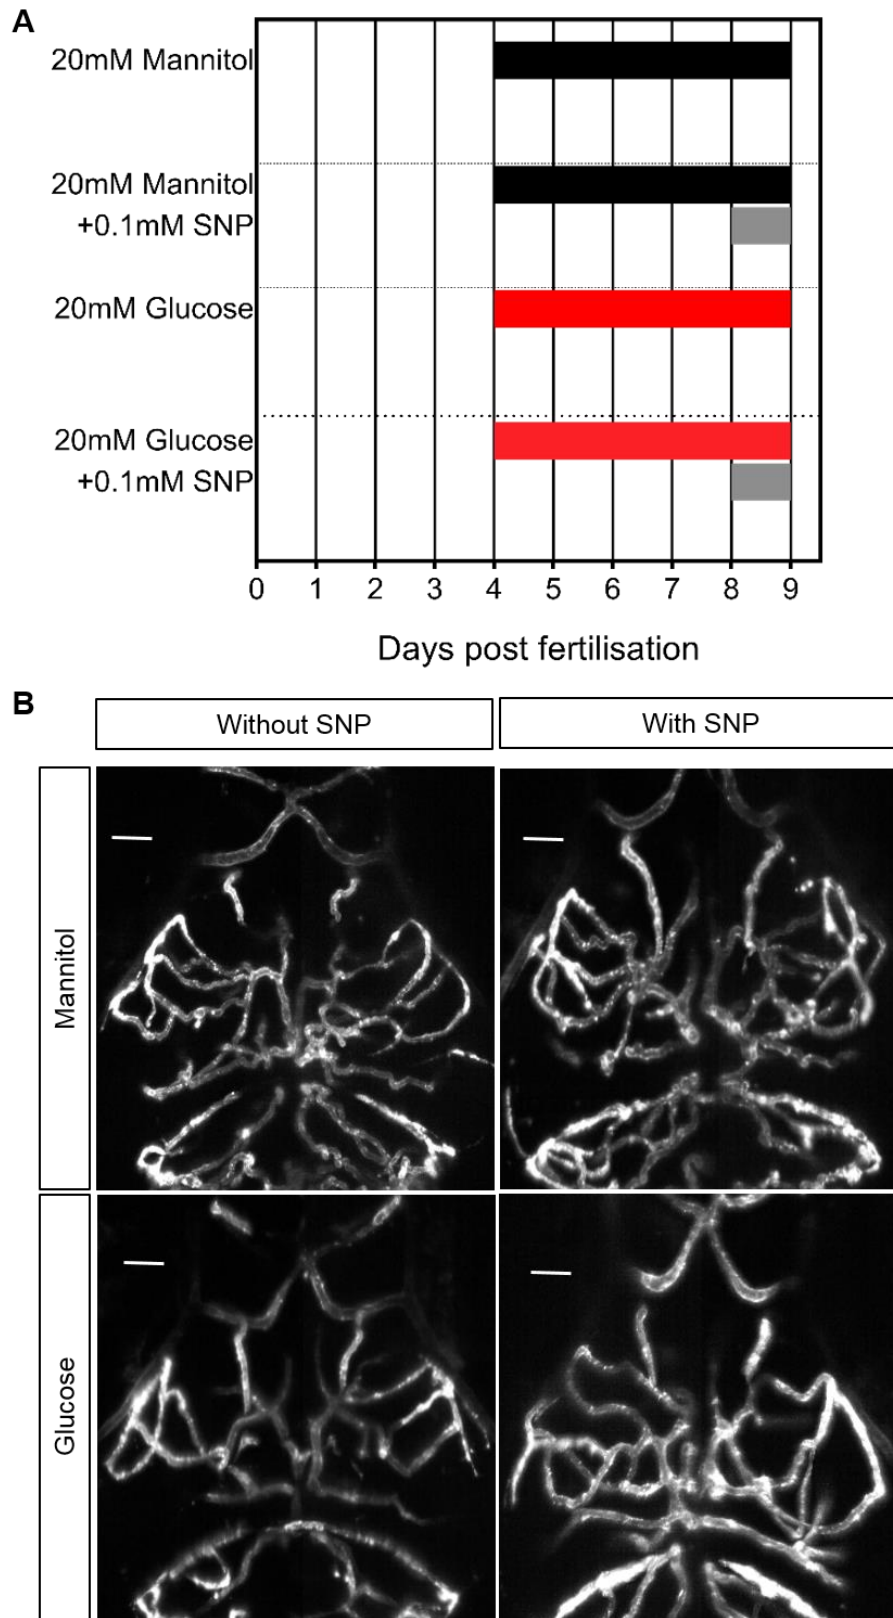 A
20mM Mannitol
20mM Mannitol
+0.1mM SNP
20mM Glucose
20mM Glucose
+0.1mM SNP
0 1 2 3 4 5 6 7 8 9
Days post fertilisation
B
Without SNP
With SNP
Mannitol
Glucose